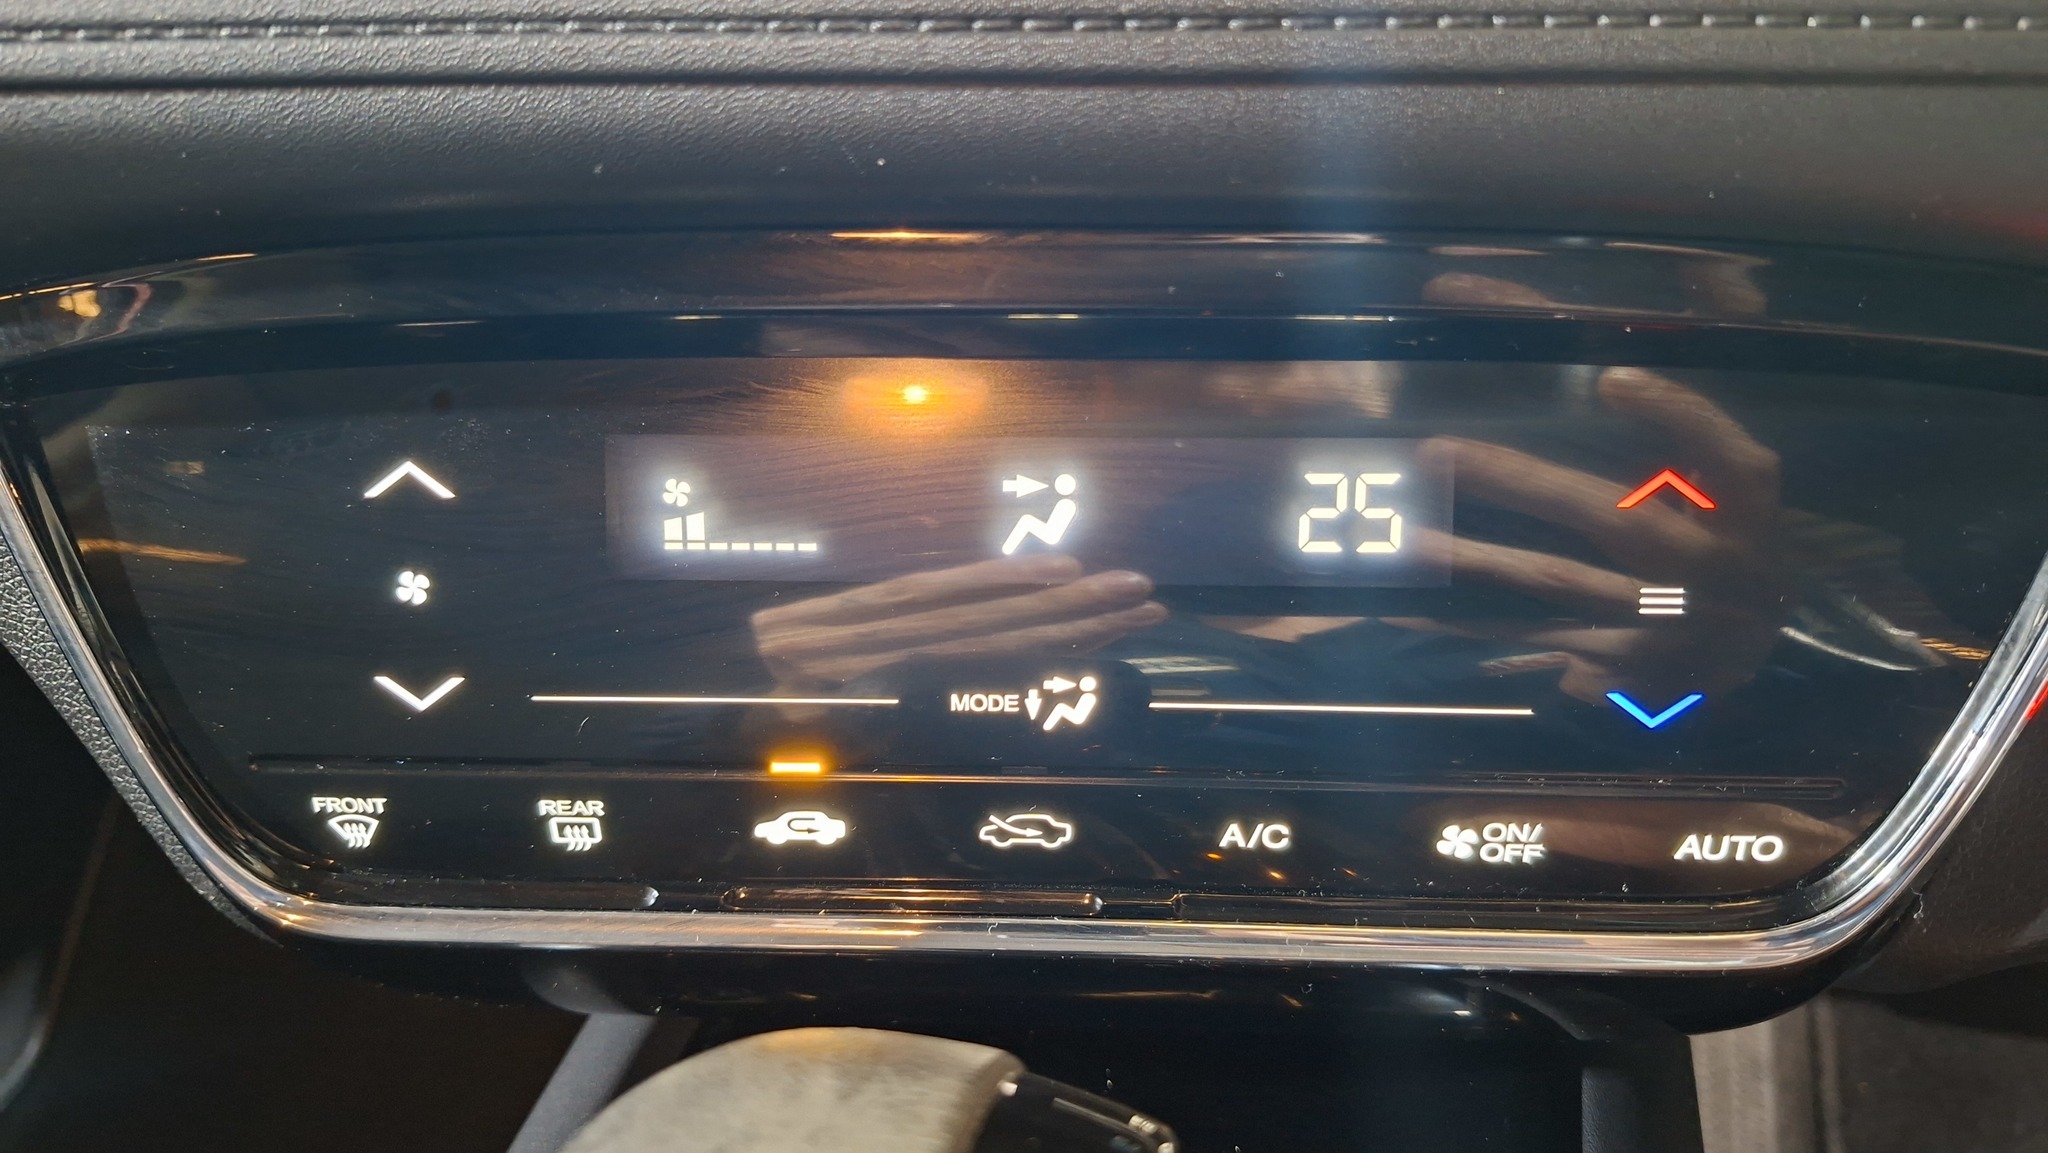 25
MODE
FRONT
REAR
A/C
ON/
OFF
AUTO